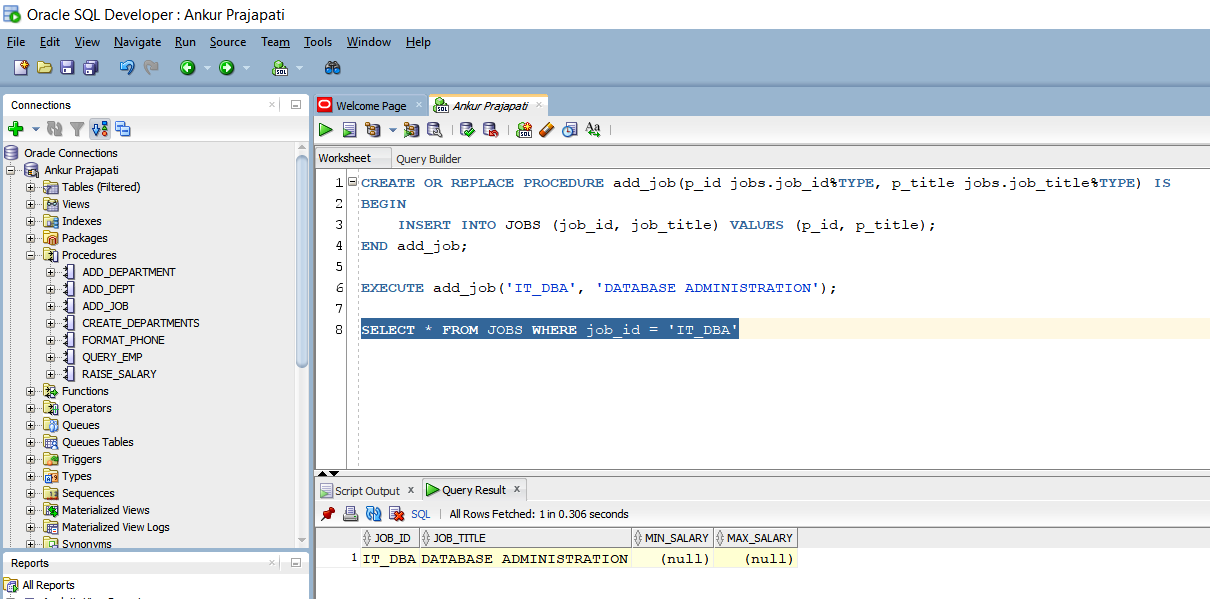 Oracle SQL Developer : Ankur Prajapati
File Edit View Navigate Run Source Team Tools Window Help
Connections
Oracle Connections
Ankur Prajapati
Tables (Filtered)
Views
Indexes
Packages
Procedures
ADD_DEPARTMENT
ADD_DEPT
ADD_JOB
CREATE_DEPARTMENTS
FORMAT_PHONE
QUERY_EMP
RAISE_SALARY
Functions
Operators
Queues
Queues Tables
Triggers
Types
Sequences
Materialized Views
Materialized View Logs
Synonyms
Reports
All Reports
Welcome Page
Ankur Prajapati
Worksheet Query Builder
1 CREATE OR REPLACE PROCEDURE add_job(p_id jobs.job_id%TYPE, p_title jobs.job_title%TYPE) IS
2 BEGIN
3 INSERT INTO JOBS (job_id, job_title) VALUES (p_id, p_title);
4 END add_job;
5
6 EXECUTE add_job('IT_DBA', 'DATABASE ADMINISTRATION');
7
8 SELECT * FROM JOBS WHERE job_id = 'IT_DBA'
Script Output x Query Result x
SQL | All Rows Fetched: 1 in 0.306 seconds
JOB_ID JOB_TITLE MIN_SALARY MAX_SALARY
1 IT_DBA DATABASE ADMINISTRATION (null) (null)